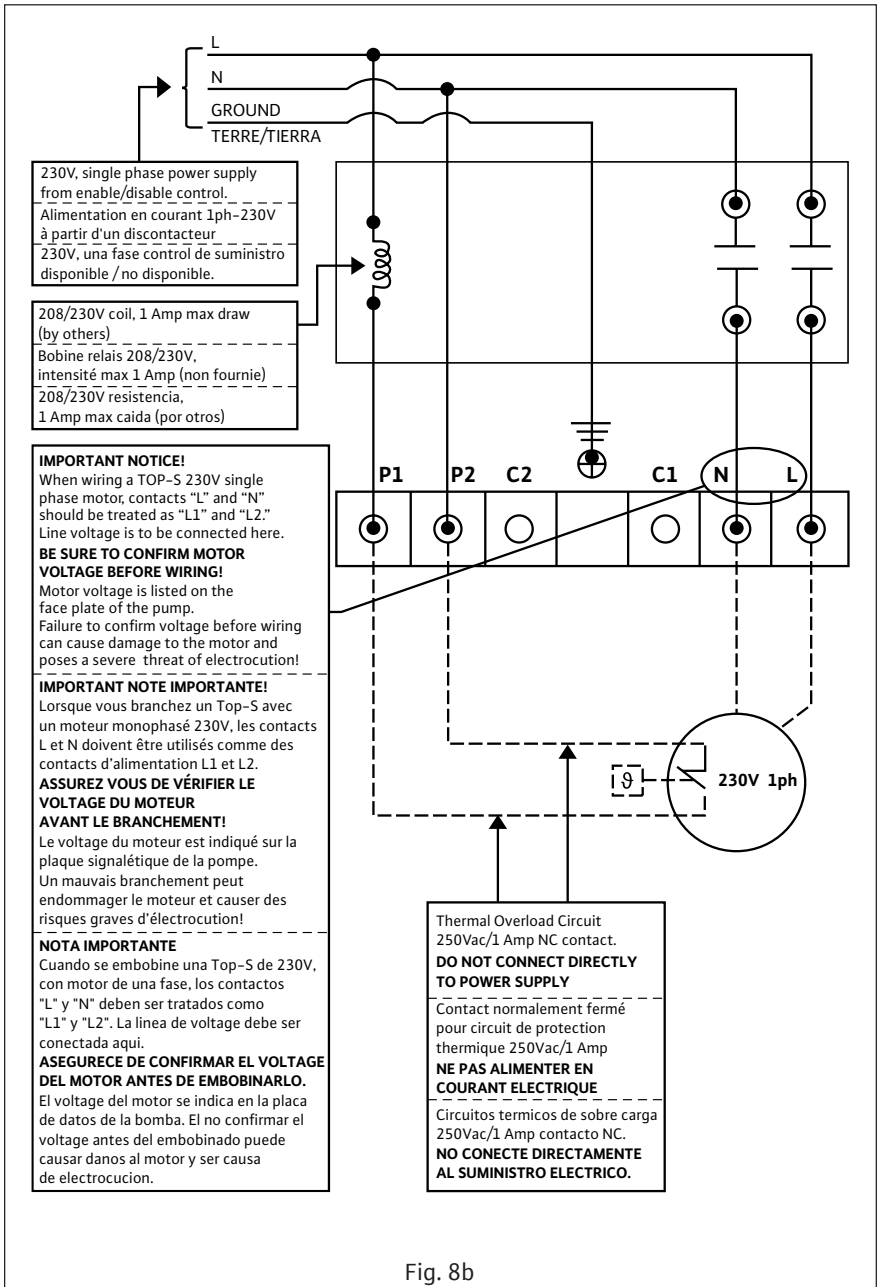 L
N
GROUND
TERRE/TIERRA
230V, single phase power supply
from enable/disable control.
Alimentation en courant 1ph-230V
à partir d'un discontacteur
230V, una fase control de suministro
disponible / no disponible.
208/230V coil, 1 Amp max draw
(by others)
Bobine relais 208/230V,
intensité max 1 Amp (non fournie)
208/230V resistencia,
1 Amp max caida (por otros)
P1 P2 C2 C1 N L
IMPORTANT NOTICE!
When wiring a TOP-S 230V single
phase motor, contacts “L” and “N”
should be treated as “L1” and “L2.”
Line voltage is to be connected here.
BE SURE TO CONFIRM MOTOR
VOLTAGE BEFORE WIRING!
Motor voltage is listed on the
face plate of the pump.
Failure to confirm voltage before wiring
can cause damage to the motor and
poses a severe threat of electrocution!
IMPORTANT NOTE IMPORTANTE!
Lorsque vous branchez un Top-S avec
un moteur monophasé 230V, les contacts
L et N doivent être utilisés comme des
contacts d’alimentation L1 et L2.
ASSUREZ VOUS DE VÉRIFIER LE
VOLTAGE DU MOTEUR
AVANT LE BRANCHEMENT!
Le voltage du moteur est indiqué sur la
plaque signalétique de la pompe.
Un mauvais branchement peut
endommager le moteur et causer des
risques graves d’électrocution!
NOTA IMPORTANTE
Cuando se embobine una Top-S de 230V,
con motor de una fase, los contactos
"L" y "N" deben ser tratados como
"L1" y "L2". La linea de voltage debe ser
conectada aqui.
ASEGURECE DE CONFIRMAR EL VOLTAGE
DEL MOTOR ANTES DE EMBOBINARLO.
El voltage del motor se indica en la placa
de datos de la bomba. El no confirmar el
voltage antes del embobinado puede
causar danos al motor y ser causa
de electrocucion.
ϑ
230V 1ph
Thermal Overload Circuit
250Vac/1 Amp NC contact.
DO NOT CONNECT DIRECTLY
TO POWER SUPPLY
Contact normalement fermé
pour circuit de protection
thermique 250Vac/1 Amp
NE PAS ALIMENTER EN
COURANT ELECTRIQUE
Circuitos termicos de sobre carga
250Vac/1 Amp contacto NC.
NO CONECTE DIRECTAMENTE
AL SUMINISTRO ELECTRICO.
Fig. 8b